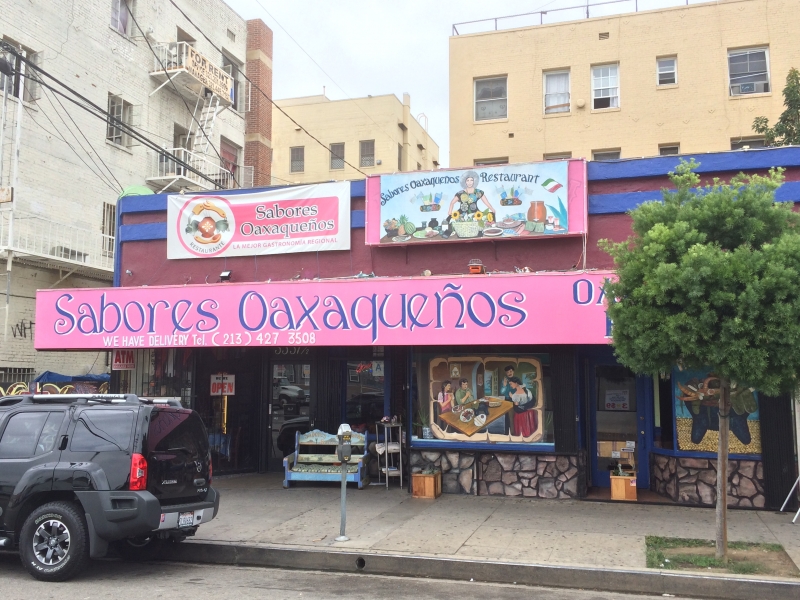 FOR RENT
Sabores Oaxaqueños Restaurant
RESTAURANTE
Sabores
Oaxaqueños
LA MEJOR GASTRONOMIA REGIONAL
Sabores Oaxaqueños
WE HAVE DELIVERY Tel. (213) 427 3508
ATM
OPEN